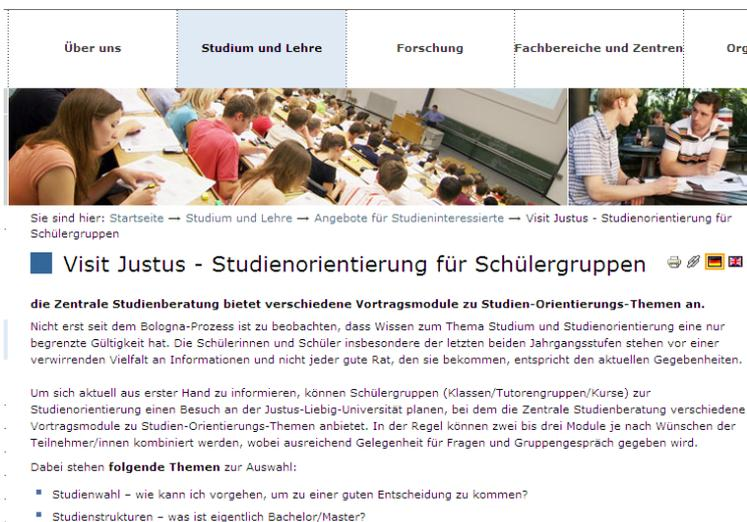 Über uns
Studium und Lehre
Forschung
Fachbereiche und Zentren
Org
Sie sind hier: Startseite → Studium und Lehre → Angebote für Studieninteressierte → Visit Justus - Studienorientierung für
Schülergruppen
Visit Justus - Studienorientierung für Schülergruppen
die Zentrale Studienberatung bietet verschiedene Vortragsmodule zu Studien-Orientierungs-Themen an.
Nicht erst seit dem Bologna-Prozess ist zu beobachten, dass Wissen zum Thema Studium und Studienorientierung eine nur
begrenzte Gültigkeit hat. Die Schülerinnen und Schüler insbesondere der letzten beiden Jahrgangsstufen stehen vor einer
verwirrenden Vielfalt an Informationen und nicht jeder gute Rat, den sie bekommen, entspricht den aktuellen Gegebenheiten.
Um sich aktuell aus erster Hand zu informieren, können Schülergruppen (Klassen/Tutorengruppen/Kurse) zur
Studienorientierung einen Besuch an der Justus-Liebig-Universität planen, bei dem die Zentrale Studienberatung verschiedene
Vortragsmodule zu Studien-Orientierungs-Themen anbietet. In der Regel können zwei bis drei Module je nach Wünschen der
Teilnehmer/innen kombiniert werden, wobei ausreichend Gelegenheit für Fragen und Gruppengespräch gegeben wird.
Dabei stehen folgende Themen zur Auswahl:
Studienwahl – wie kann ich vorgehen, um zu einer guten Entscheidung zu kommen?
Studienstrukturen – was ist eigentlich Bachelor/Master?